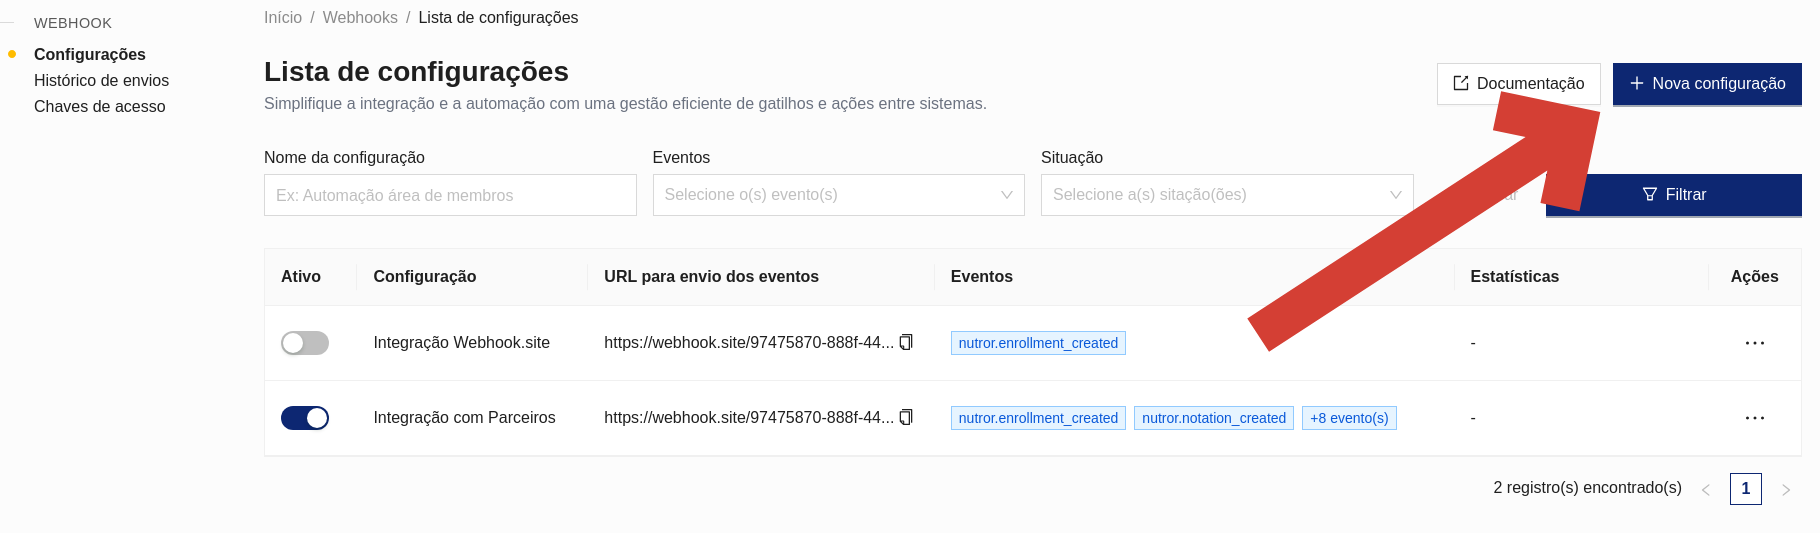 WEBHOOK
Configurações
Histórico de envios
Chaves de acesso
Início / Webhooks / Lista de configurações
Lista de configurações
Simplifique a integração e a automação com uma gestão eficiente de gatilhos e ações entre sistemas.
Documentação
Nova configuração
Nome da configuração
Eventos
Situação
Ex: Automação área de membros
Selecione o(s) evento(s)
Selecione a(s) sitação(ões)
Filtrar
Ativo Configuração URL para envio dos eventos Eventos Estatísticas Ações
Integração Webhook.site https://webhook.site/97475870-888f-44... nutror.enrollment_created -
Integração com Parceiros https://webhook.site/97475870-888f-44... nutror.enrollment_created nutror.notation_created +8 evento(s) -
2 registro(s) encontrado(s) 1